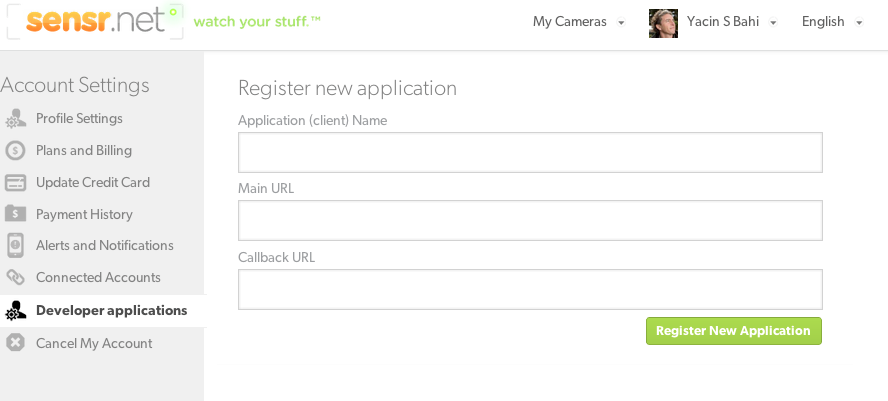 sensr.net watch your stuff.™
My Cameras Yacin S Bahi English
Account Settings
Profile Settings
Plans and Billing
Update Credit Card
Payment History
Alerts and Notifications
Connected Accounts
Developer applications
Cancel My Account
Register new application
Application (client) Name
Main URL
Callback URL
Register New Application